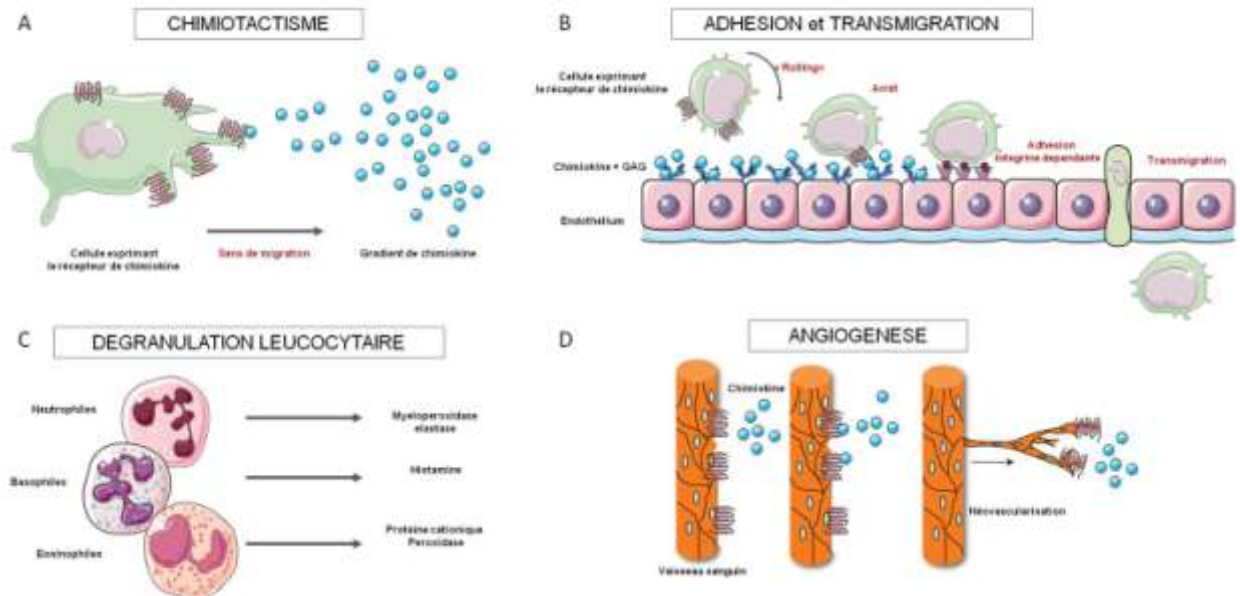 A
CHIMIOTACTISME
Cellule exprimant
le récepteur de chimiokine
Sens de migration
Gradient de chimiokine
B
ADHESION et TRANSMIGRATION
Cellule exprimant
le récepteur de chimiokine
« Rolling»
Arrêt
Chimiokine + GAG
Adhésion
intégrine dépendante
Transmigration
Endothelium
C
DEGRANULATION LEUCOCYTAIRE
Neutrophiles
Myeloperoxidase
elastase
Basophiles
Histamine
Eosinophiles
Protéine cationique
Peroxidase
D
ANGIOGENESE
Chimiokine
Néovascularisation
Vaisseau sanguin